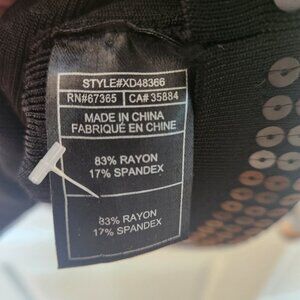 STYLE#XD48366
RN#67365 CA# 35884
MADE IN CHINA
FABRIQUÉ EN CHINE
83% RAYON
17% SPANDEX
83% RAYON
17% SPANDEX